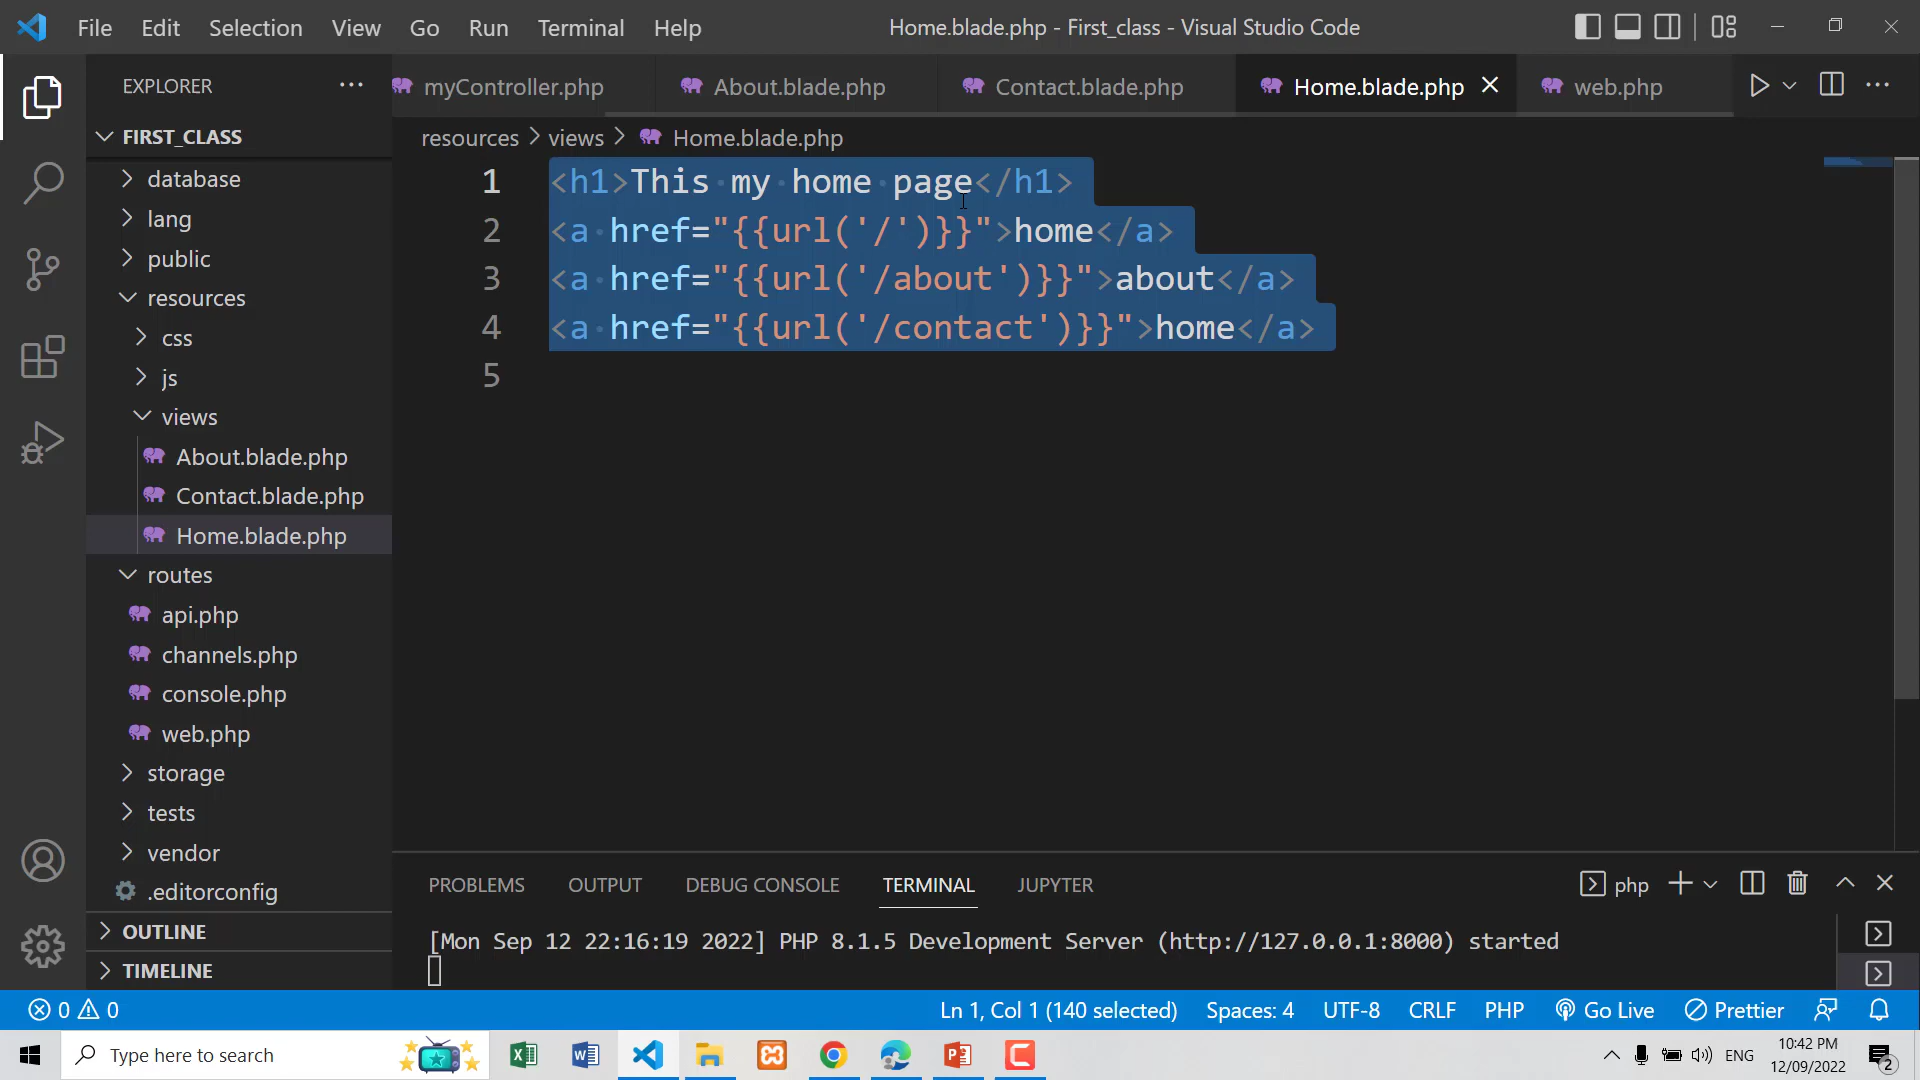 File Edit Selection View Go Run Terminal Help Home.blade.php - First_class - Visual Studio Code
EXPLORER
myController.php About.blade.php Contact.blade.php Home.blade.php web.php
FIRST_CLASS
resources > views > Home.blade.php
database
lang
public
resources
css
js
views
About.blade.php
Contact.blade.php
Home.blade.php
routes
api.php
channels.php
console.php
web.php
storage
tests
vendor
.editorconfig
OUTLINE
TIMELINE
1 <h1>This my home page</h1>
2 <a href="{{url('/')}}">home</a>
3 <a href="{{url('/about')}}">about</a>
4 <a href="{{url('/contact')}}">home</a>
5
PROBLEMS OUTPUT DEBUG CONSOLE TERMINAL JUPYTER php
[Mon Sep 12 22:16:19 2022] PHP 8.1.5 Development Server (http://127.0.0.1:8000) started
0 0 Ln 1, Col 1 (140 selected) Spaces: 4 UTF-8 CRLF PHP Go Live Prettier
Type here to search ENG 10:42 PM
12/09/2022 2